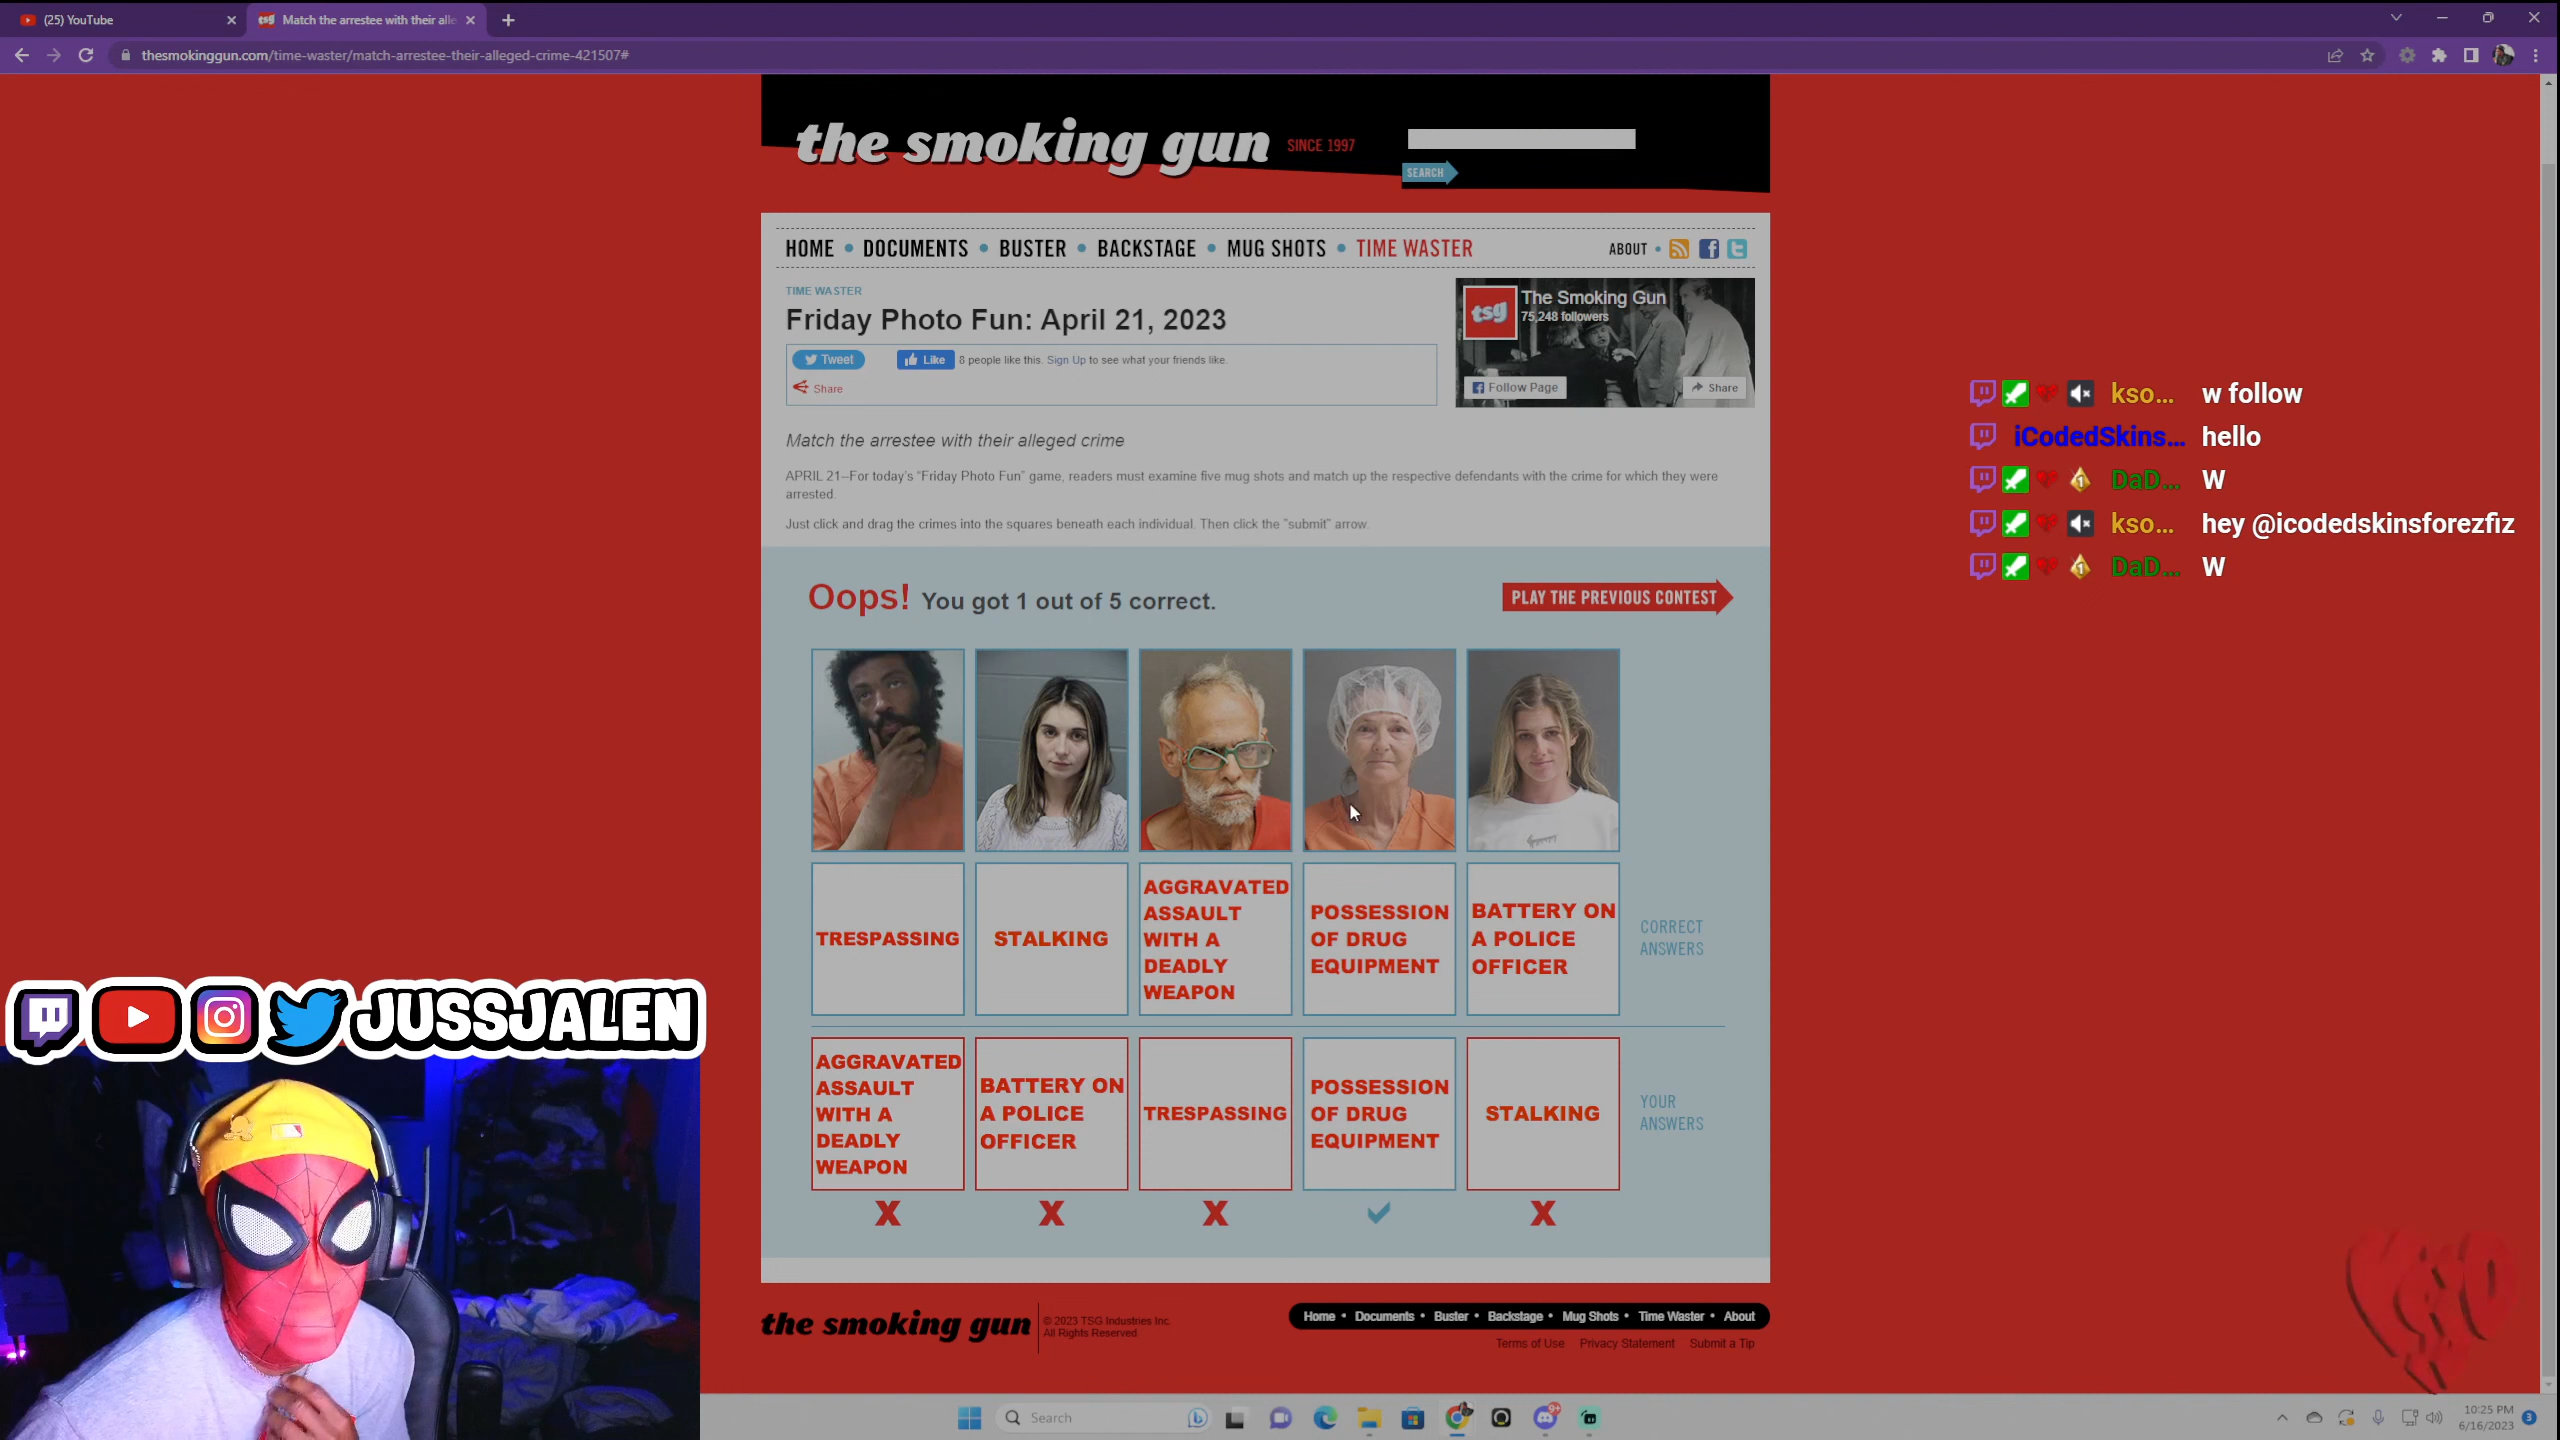 (25) YouTube
tsg Match the arrestee with their alle
thesmokinggun.com/time-waster/match-arrestee-their-alleged-crime-421507#
the smoking gun SINCE 1997
SEARCH
HOME • DOCUMENTS • BUSTER • BACKSTAGE • MUG SHOTS • TIME WASTER
ABOUT •
TIME WASTER
Friday Photo Fun: April 21, 2023
Tweet
Like 8 people like this. Sign Up to see what your friends like.
Share
tsg The Smoking Gun
75,248 followers
Follow Page
Share
Match the arrestee with their alleged crime
APRIL 21--For today's “Friday Photo Fun” game, readers must examine five mug shots and match up the respective defendants with the crime for which they were
arrested.
Just click and drag the crimes into the squares beneath each individual. Then click the "submit" arrow.
Oops! You got 1 out of 5 correct.
PLAY THE PREVIOUS CONTEST
TRESPASSING
STALKING
AGGRAVATED
ASSAULT
WITH A
DEADLY
WEAPON
POSSESSION
OF DRUG
EQUIPMENT
BATTERY ON
A POLICE
OFFICER
CORRECT
ANSWERS
AGGRAVATED
ASSAULT
WITH A
DEADLY
WEAPON
BATTERY ON
A POLICE
OFFICER
TRESPASSING
POSSESSION
OF DRUG
EQUIPMENT
STALKING
YOUR
ANSWERS
X X X X
the smoking gun
© 2023 TSG Industries Inc.
All Rights Reserved
Home • Documents • Buster • Backstage • Mug Shots • Time Waster • About
Terms of Use Privacy Statement Submit a Tip
kso... w follow
iCodedSkins... hello
DaD... W
kso... hey @icodedskinsforezfiz
DaD... W
JUSSJALEN
Search
10:25 PM
6/16/2023
3